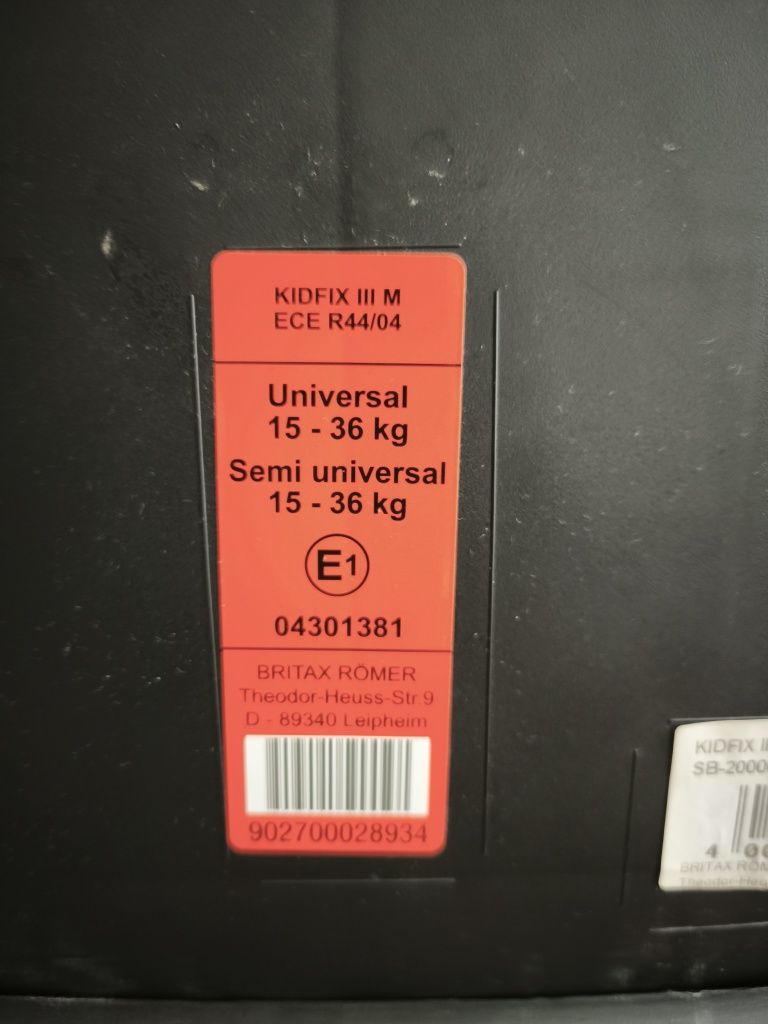 KIDFIX III M
ECE R44/04
Universal
15 - 36 kg
Semi universal
15 - 36 kg
E1
04301381
BRITAX RÖMER
Theodor-Heuss-Str.9
D - 89340 Leipheim
902700028934
KIDFIX
SB-2000
4
BRITAX